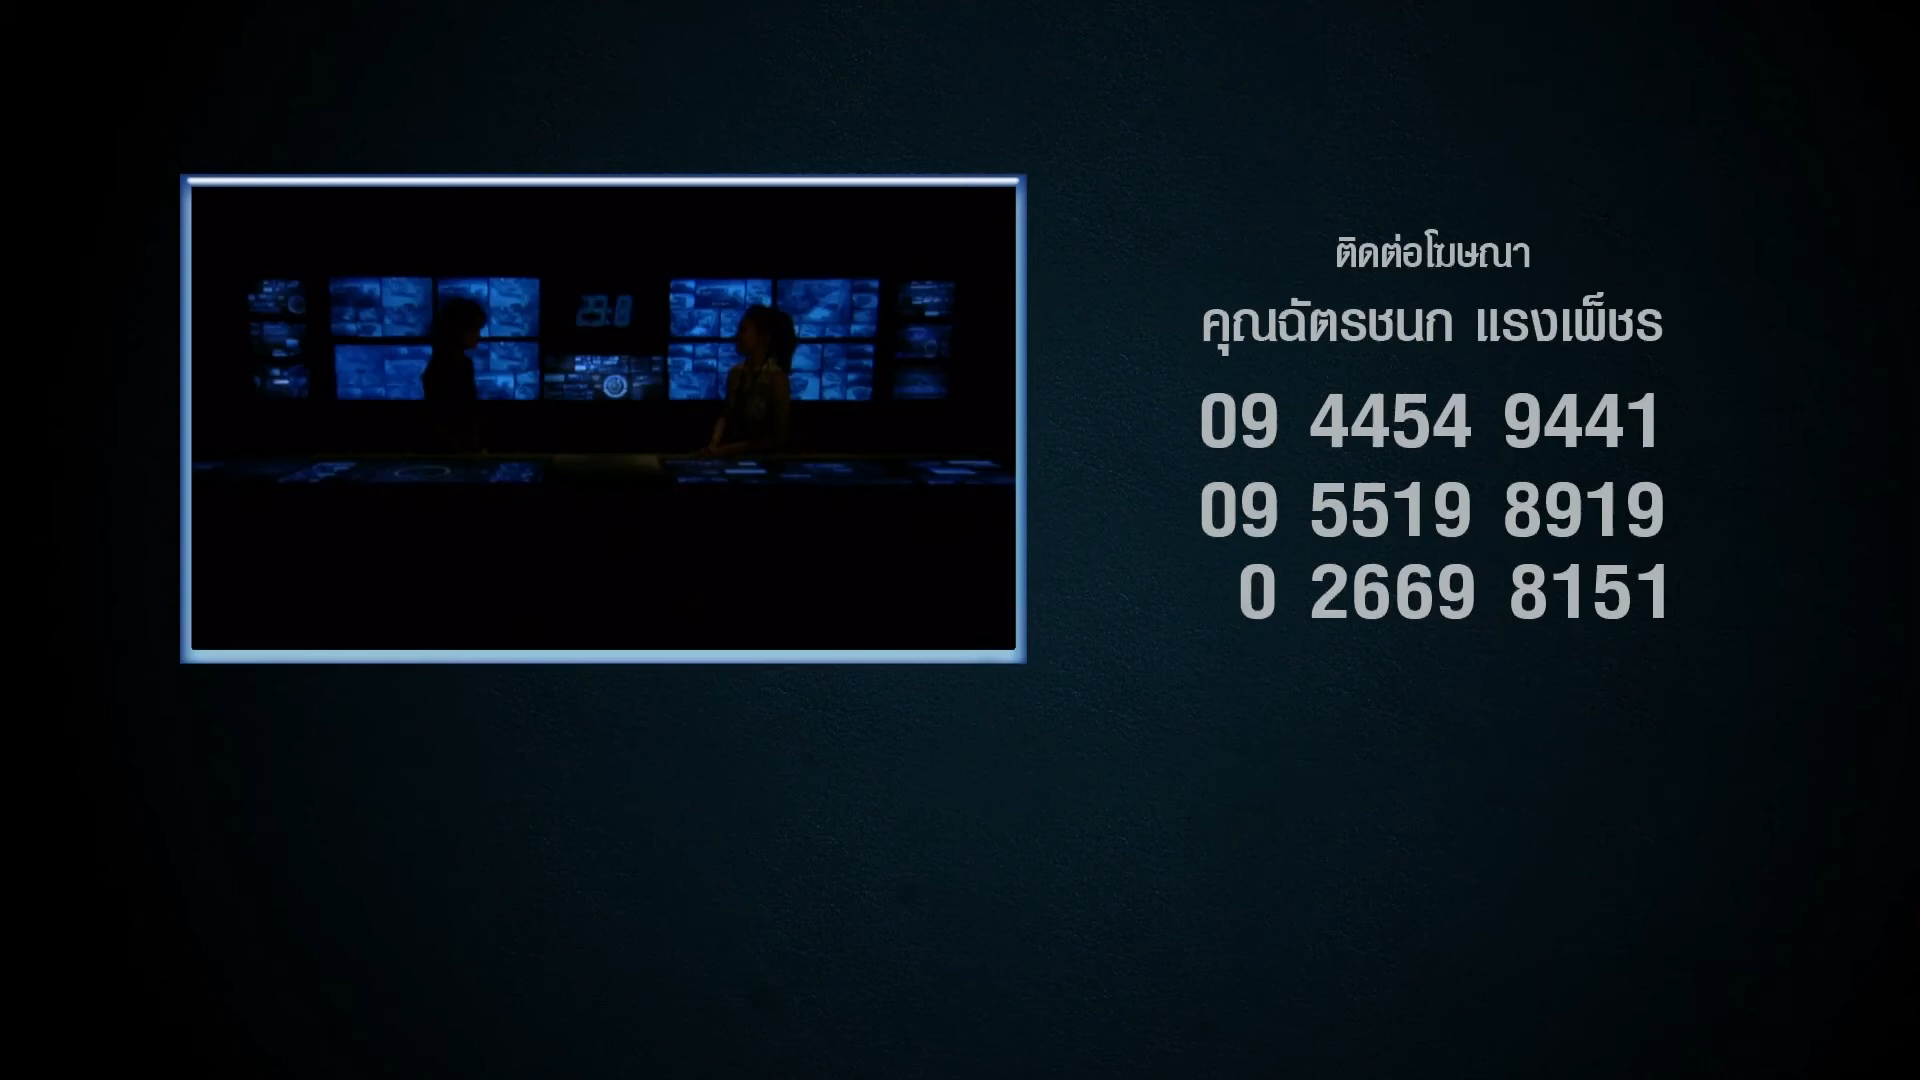 ติดต่อโฆษณา
คุณฉัตรชนก แรงเพ็ชร
09 4454 9441
09 5519 8919
0 2669 8151